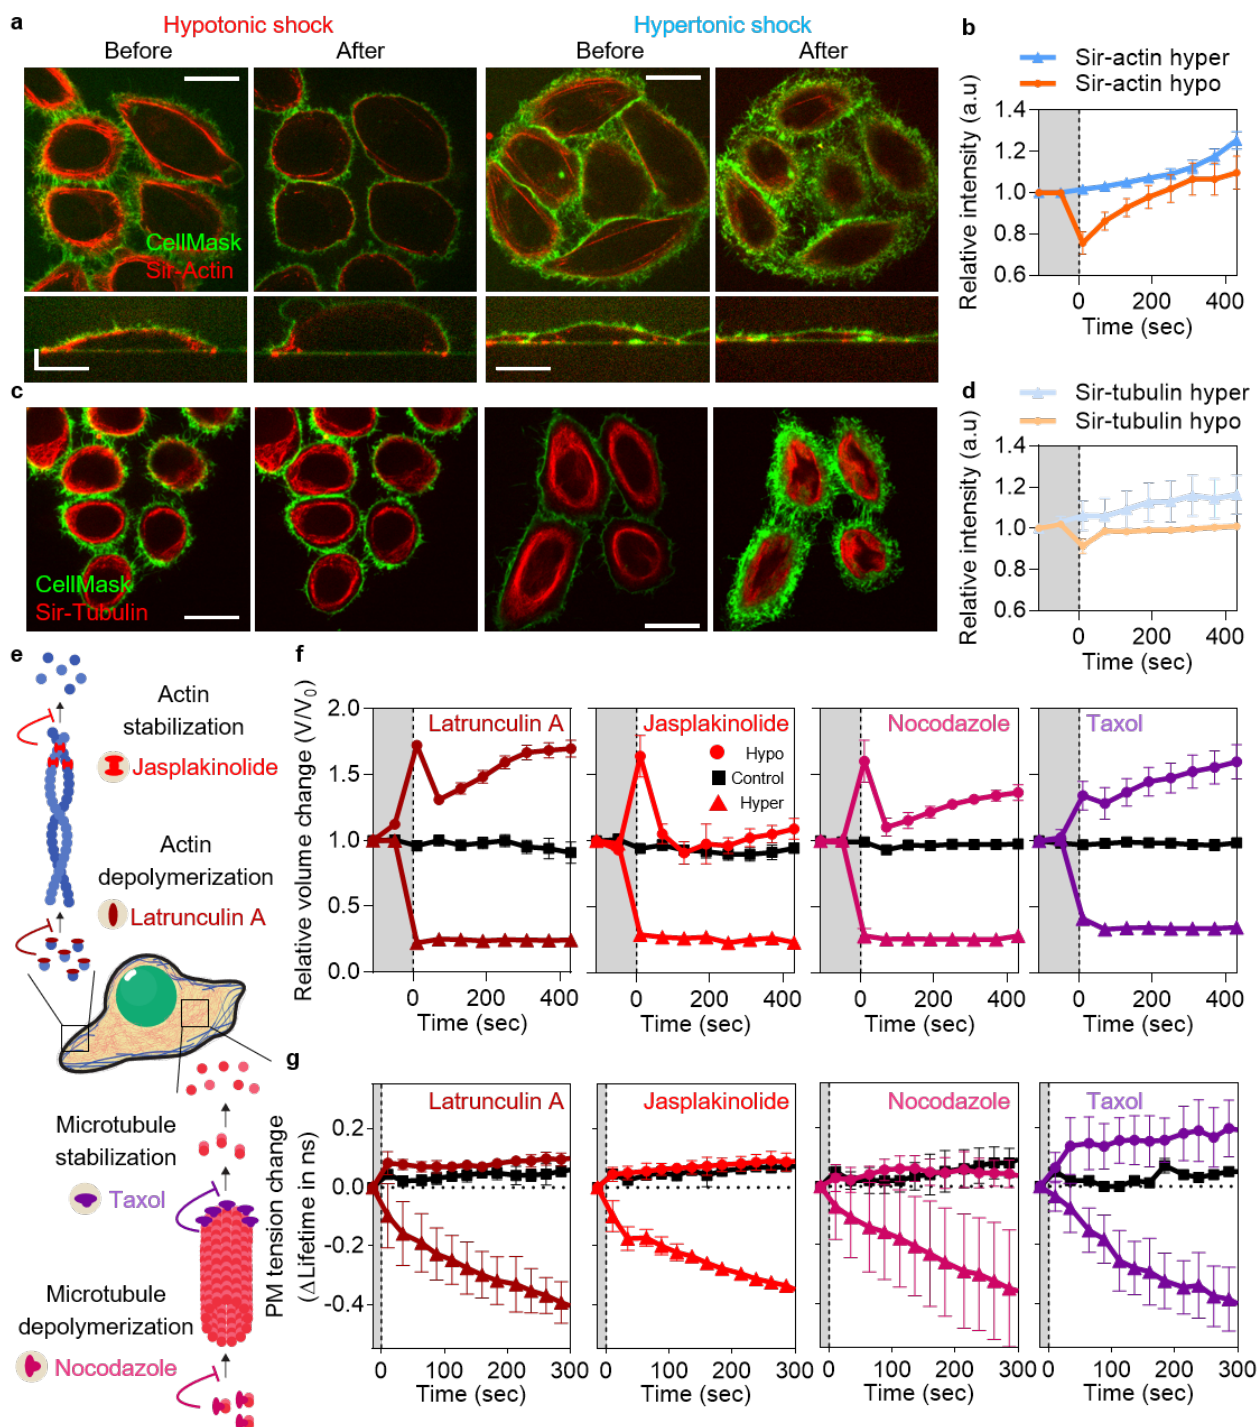 a
Hypotonic shock
Hypertonic shock
Before
After
Before
After
CellMask
Sir-Actin
b
Sir-actin hyper
Sir-actin hypo
Relative intensity (a.u)
1.4
1.2
1.0
0.8
0.6
0
200
400
Time (sec)
c
CellMask
Sir-Tubulin
d
Sir-tubulin hyper
Sir-tubulin hypo
Relative intensity (a.u)
1.4
1.2
1.0
0.8
0.6
0
200
400
Time (sec)
e
Actin
stabilization
Jasplakinolide
Actin
depolymerization
Latrunculin A
Microtubule
stabilization
Taxol
Microtubule
depolymerization
Nocodazole
f
Relative volume change (V/V0)
2.0
1.5
1.0
0.5
0.0
Latrunculin A
0
200
400
Time (sec)
Jasplakinolide
Hypo
Control
Hyper
0
200
400
Time (sec)
Nocodazole
0
200
400
Time (sec)
Taxol
0
200
400
Time (sec)
g
PM tension change
(ΔLifetime in ns)
0.2
0.0
-0.2
-0.4
Latrunculin A
0
100
200
300
Time (sec)
Jasplakinolide
0
100
200
300
Time (sec)
Nocodazole
0
100
200
300
Time (sec)
Taxol
0
100
200
300
Time (sec)